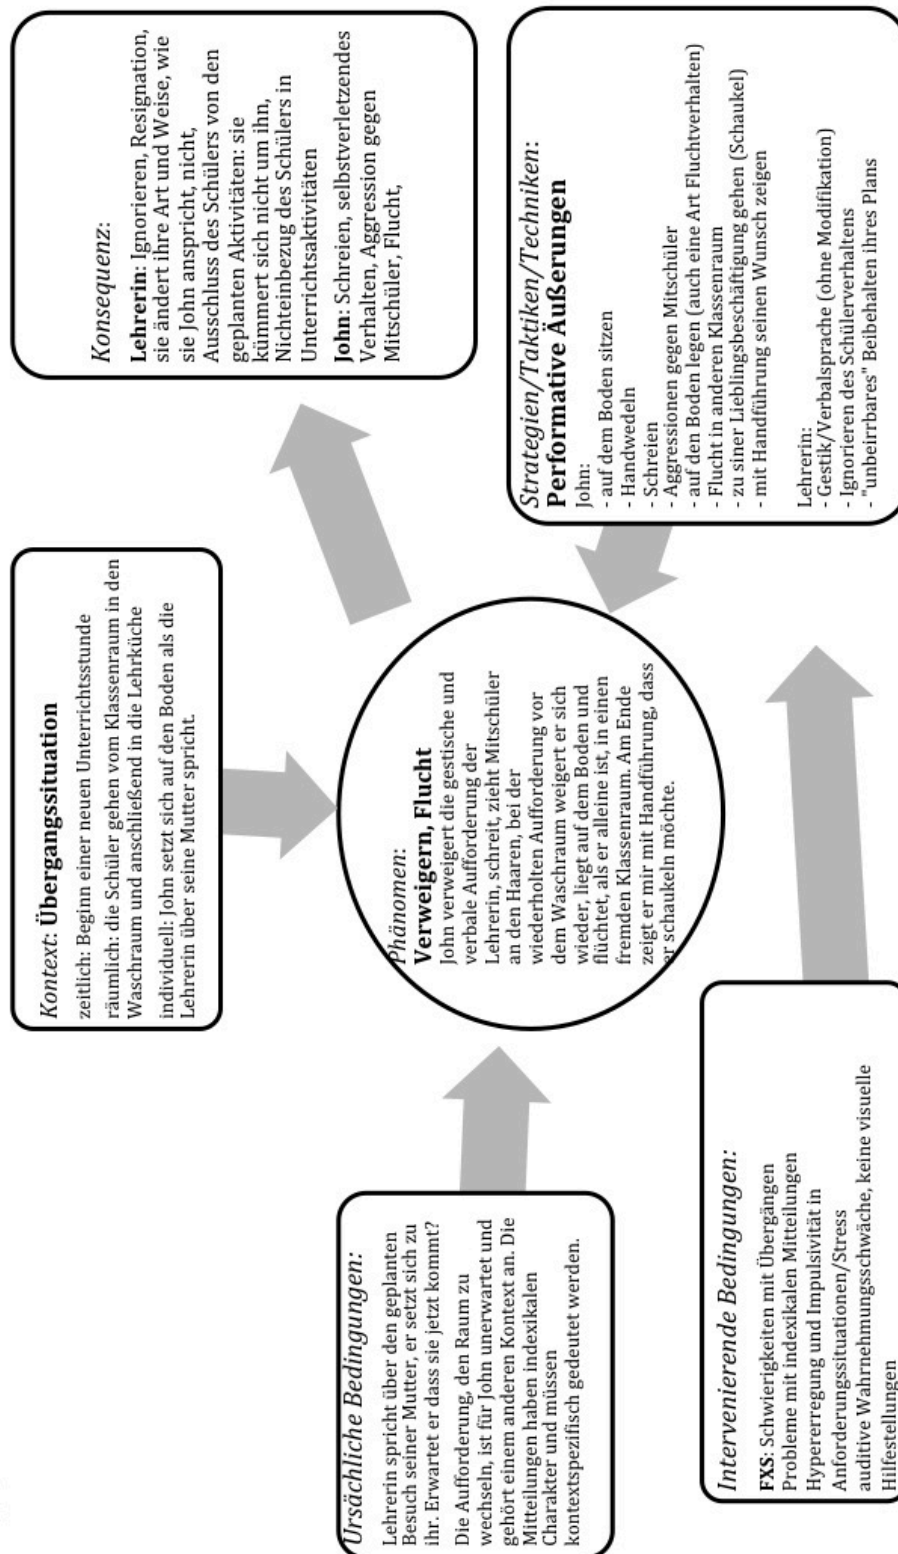 Kontext: Übergangssituation
zeitlich: Beginn einer neuen Unterrichtsstunde
räumlich: die Schüler gehen vom Klassenraum in den
Waschraum und anschließend in die Lehrküche
individuell: John setzt sich auf den Boden als die
Lehrerin über seine Mutter spricht.
Konsequenz:
Lehrerin: Ignorieren, Resignation,
sie ändert ihre Art und Weise, wie
sie John anspricht, nicht,
Ausschluss des Schülers von den
geplanten Aktivitäten: sie
kümmert sich nicht um ihn,
Nichteinbezug des Schülers in
Unterrichtsaktivitäten
John: Schreien, selbstverletzendes
Verhalten, Aggression gegen
Mitschüler, Flucht,
Ursächliche Bedingungen:
Lehrerin spricht über den geplanten
Besuch seiner Mutter, er setzt sich zu
ihr. Erwartet er dass sie jetzt kommt?
Die Aufforderung, den Raum zu
wechseln, ist für John unerwartet und
gehört einem anderen Kontext an. Die
Mitteilungen haben indexikalen
Charakter und müssen
kontextspezifisch gedeutet werden.
Phänomen:
Verweigern, Flucht
John verweigert die gestische und
verbale Aufforderung der
Lehrerin, schreit, zieht Mitschüler
an den Haaren, bei der
wiederholten Aufforderung vor
dem Waschraum weigert er sich
wieder, liegt auf dem Boden und
flüchtet, als er alleine ist, in einen
fremden Klassenraum. Am Ende
zeigt er mir mit Handführung, dass
er schaukeln möchte.
Strategien/Taktiken/Techniken:
Performative Äußerungen
John:
- auf dem Boden sitzen
- Handwedeln
- Schreien
- Aggressionen gegen Mitschüler
- auf den Boden legen (auch eine Art Fluchtverhalten)
- Flucht in anderen Klassenraum
- zu siner Lieblingsbeschäftigung gehen (Schaukel)
- mit Handführung seinen Wunsch zeigen
Lehrerin:
- Gestik/Verbalsprache (ohne Modifikation)
- Ignorieren des Schülerverhaltens
- "unbeirrbares" Beibehalten ihres Plans
Intervenierende Bedingungen:
FXS: Schwierigkeiten mit Übergängen
Probleme mit indexikalen Mitteilungen
Hypererregung und Impulsivität in
Anforderungssituationen/Stress
auditive Wahrnehmungsschwäche, keine visuelle
Hilfestellungen